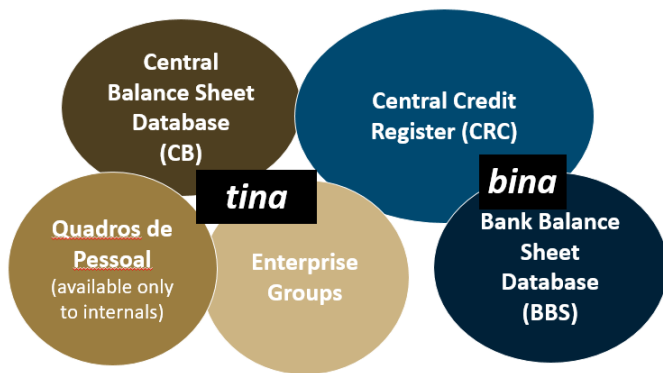 Central
Balance Sheet
Database
(CB)
Central Credit
Register (CRC)
tina
bina
Quadros de
Pessoal
(available only
to internals)
Enterprise
Groups
Bank Balance
Sheet
Database
(BBS)